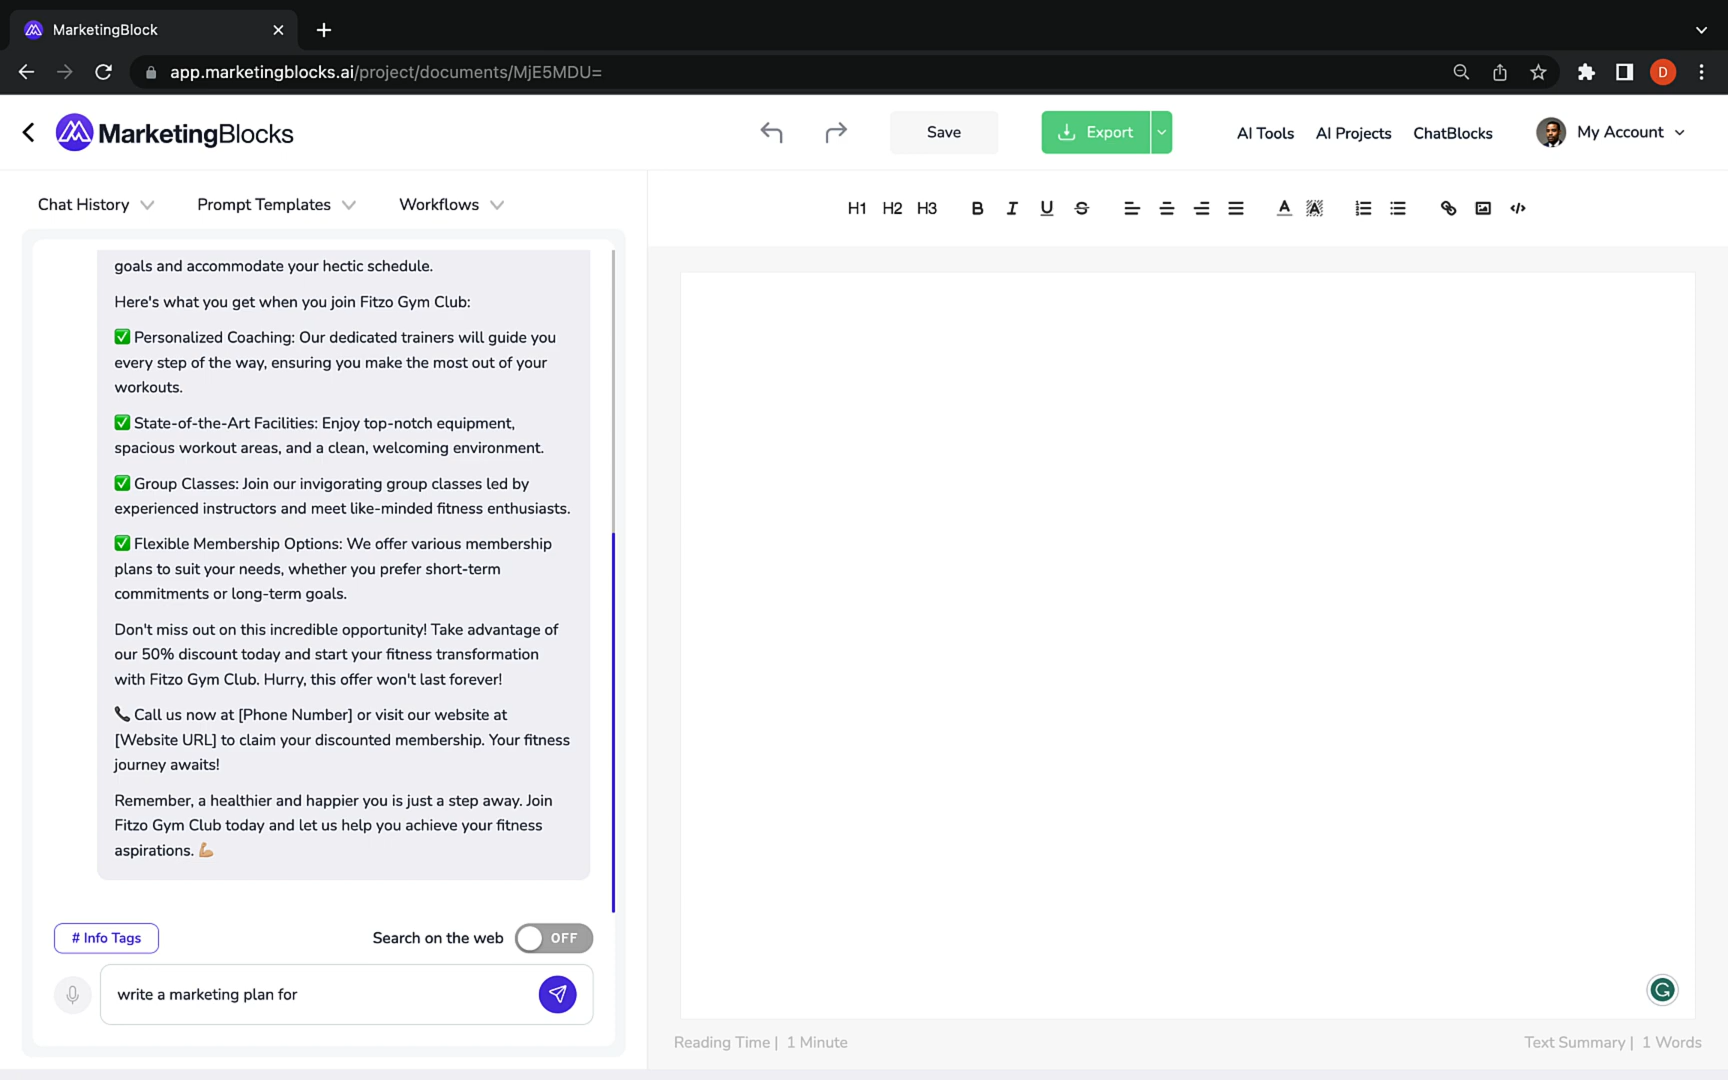 MarketingBlock
app.marketingblocks.ai/project/documents/MjE5MDU=
D
MarketingBlocks
Save
Export
AI Tools
AI Projects
ChatBlocks
My Account
Chat History
Prompt Templates
Workflows
H1 H2 H3 B I U S A A
goals and accommodate your hectic schedule.
Here's what you get when you join Fitzo Gym Club:
✅ Personalized Coaching: Our dedicated trainers will guide you
every step of the way, ensuring you make the most out of your
workouts.
✅ State-of-the-Art Facilities: Enjoy top-notch equipment,
spacious workout areas, and a clean, welcoming environment.
✅ Group Classes: Join our invigorating group classes led by
experienced instructors and meet like-minded fitness enthusiasts.
✅ Flexible Membership Options: We offer various membership
plans to suit your needs, whether you prefer short-term
commitments or long-term goals.
Don't miss out on this incredible opportunity! Take advantage of
our 50% discount today and start your fitness transformation
with Fitzo Gym Club. Hurry, this offer won't last forever!
📞 Call us now at [Phone Number] or visit our website at
[Website URL] to claim your discounted membership. Your fitness
journey awaits!
Remember, a healthier and happier you is just a step away. Join
Fitzo Gym Club today and let us help you achieve your fitness
aspirations. 💪🏼
# Info Tags
Search on the web
OFF
write a marketing plan for
Reading Time | 1 Minute
Text Summary | 1 Words